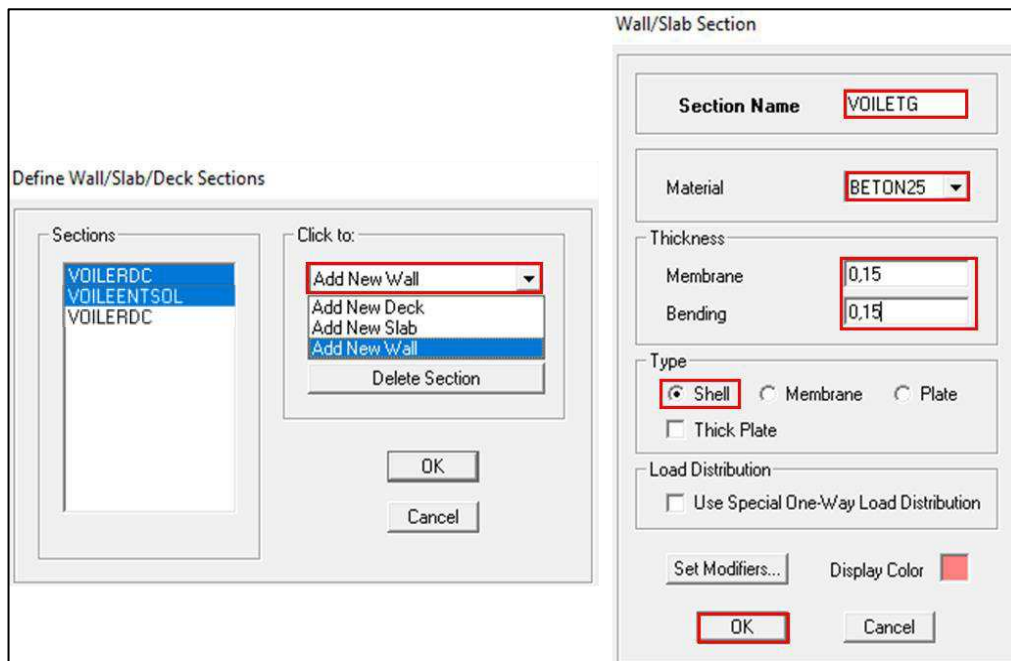 Define Wall/Slab/Deck Sections
Sections
VOILERDC
VOILEENTSOL
VOILERDC
Click to:
Add New Wall
Add New Deck
Add New Slab
Add New Wall
Delete Section
OK
Cancel
Wall/Slab Section
Section Name VOILETG
Material BETON25
Thickness
Membrane 0,15
Bending 0,15
Type
Shell Membrane Plate
Thick Plate
Load Distribution
Use Special One-Way Load Distribution
Set Modifiers... Display Color
OK Cancel